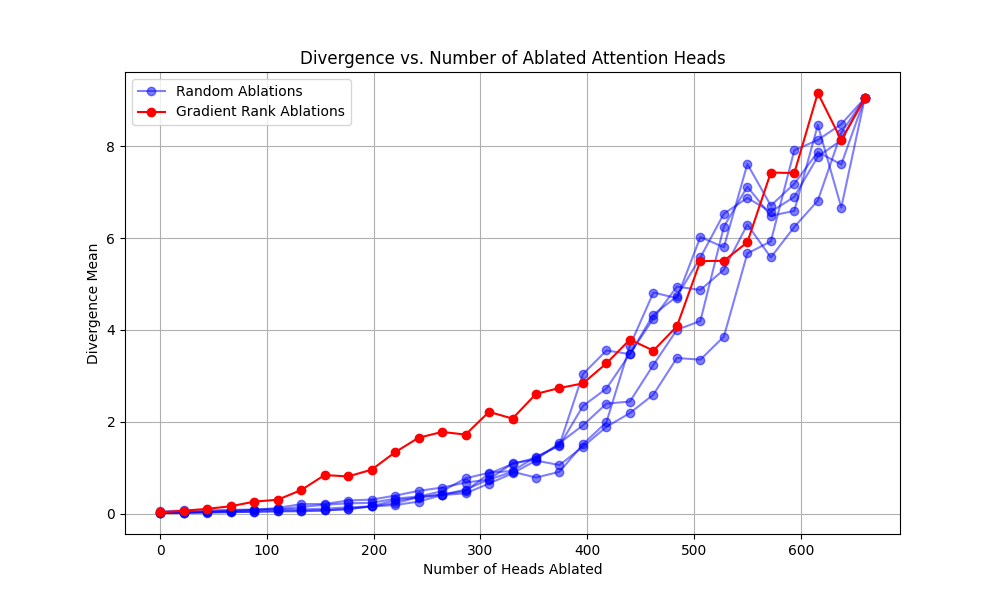 Divergence vs. Number of Ablated Attention Heads
Random Ablations
Gradient Rank Ablations
Divergence Mean
8
6
4
2
0
0 100 200 300 400 500 600
Number of Heads Ablated